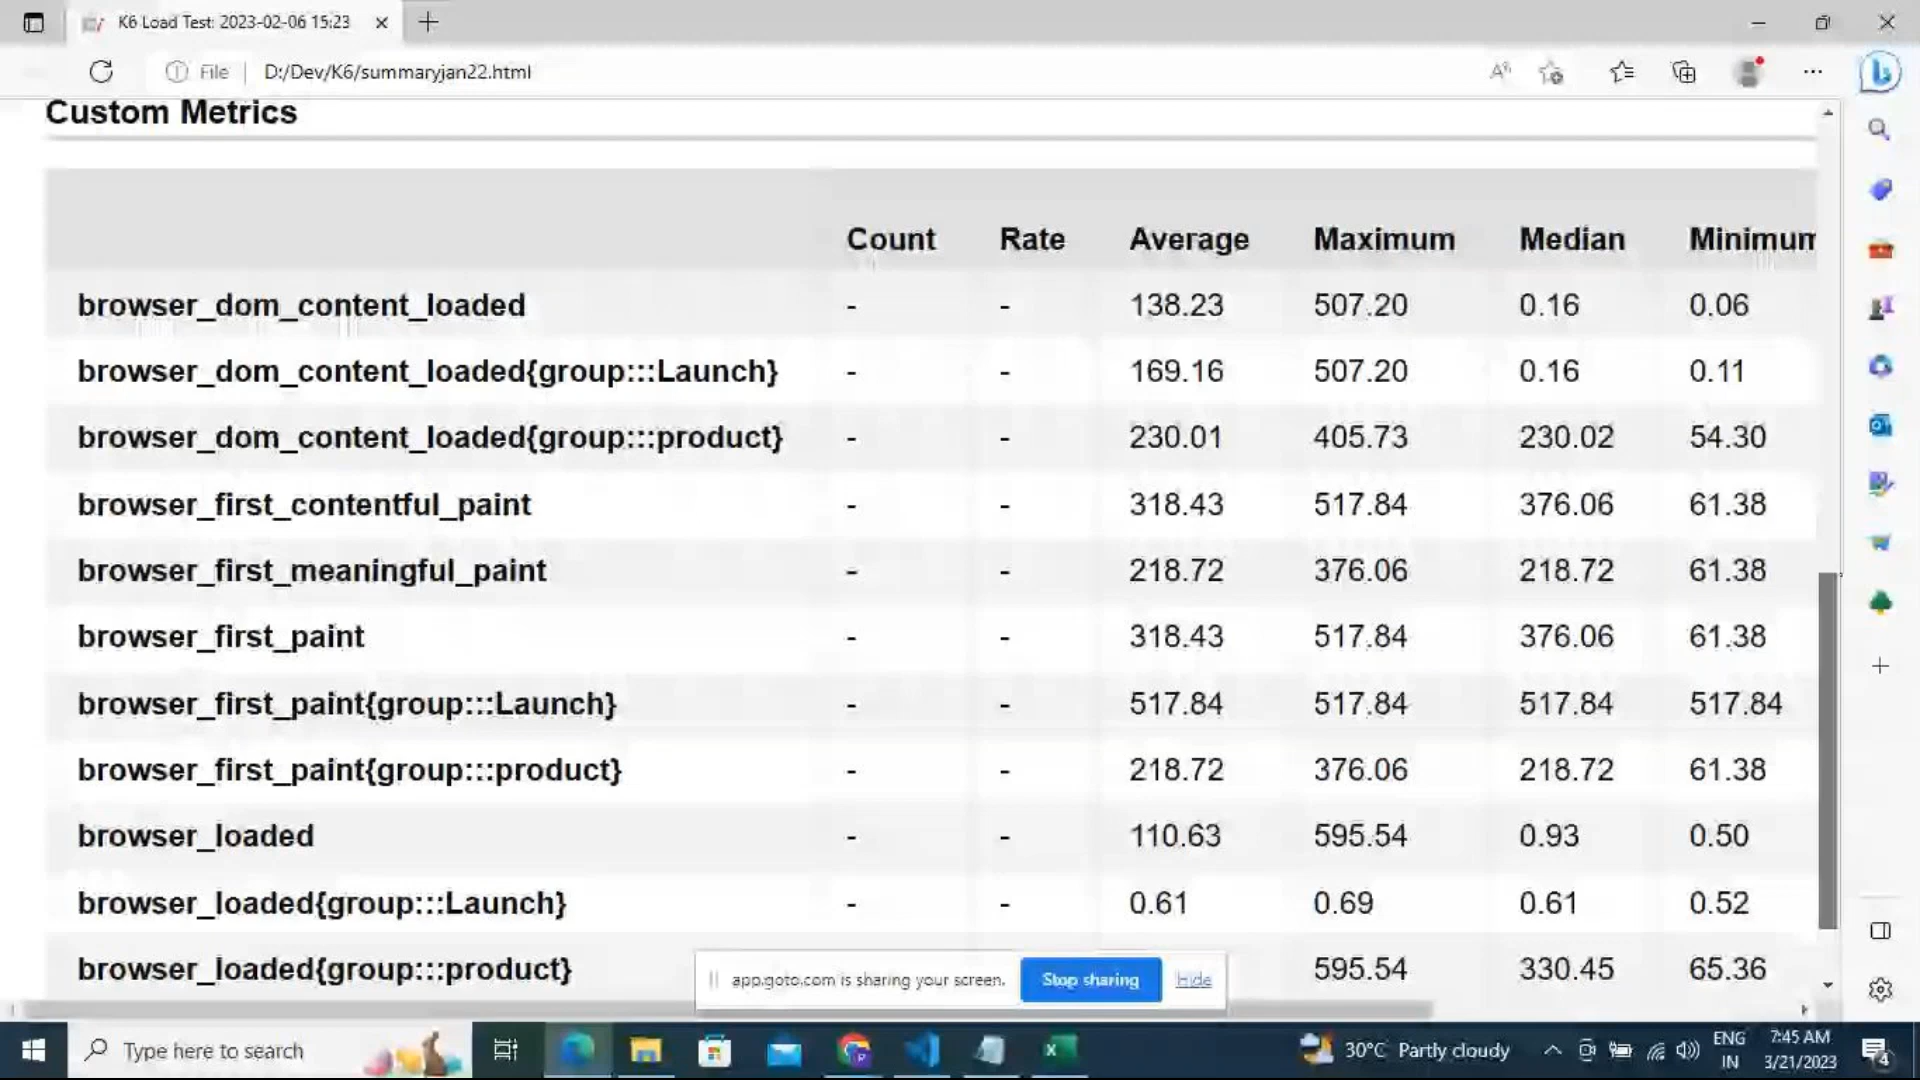 K6 Load Test: 2023-02-06 15:23
File D:/Dev/K6/summaryjan22.html
Custom Metrics
Count Rate Average Maximum Median Minimum
browser_dom_content_loaded - - 138.23 507.20 0.16 0.06
browser_dom_content_loaded{group:::Launch} - - 169.16 507.20 0.16 0.11
browser_dom_content_loaded{group:::product} - - 230.01 405.73 230.02 54.30
browser_first_contentful_paint - - 318.43 517.84 376.06 61.38
browser_first_meaningful_paint - - 218.72 376.06 218.72 61.38
browser_first_paint - - 318.43 517.84 376.06 61.38
browser_first_paint{group:::Launch} - - 517.84 517.84 517.84 517.84
browser_first_paint{group:::product} - - 218.72 376.06 218.72 61.38
browser_loaded - - 110.63 595.54 0.93 0.50
browser_loaded{group:::Launch} - - 0.61 0.69 0.61 0.52
browser_loaded{group:::product} 595.54 330.45 65.36
app.goto.com is sharing your screen. Stop sharing Hide
Type here to search
30°C Partly cloudy
ENG
IN
7:45 AM
3/21/2023
4